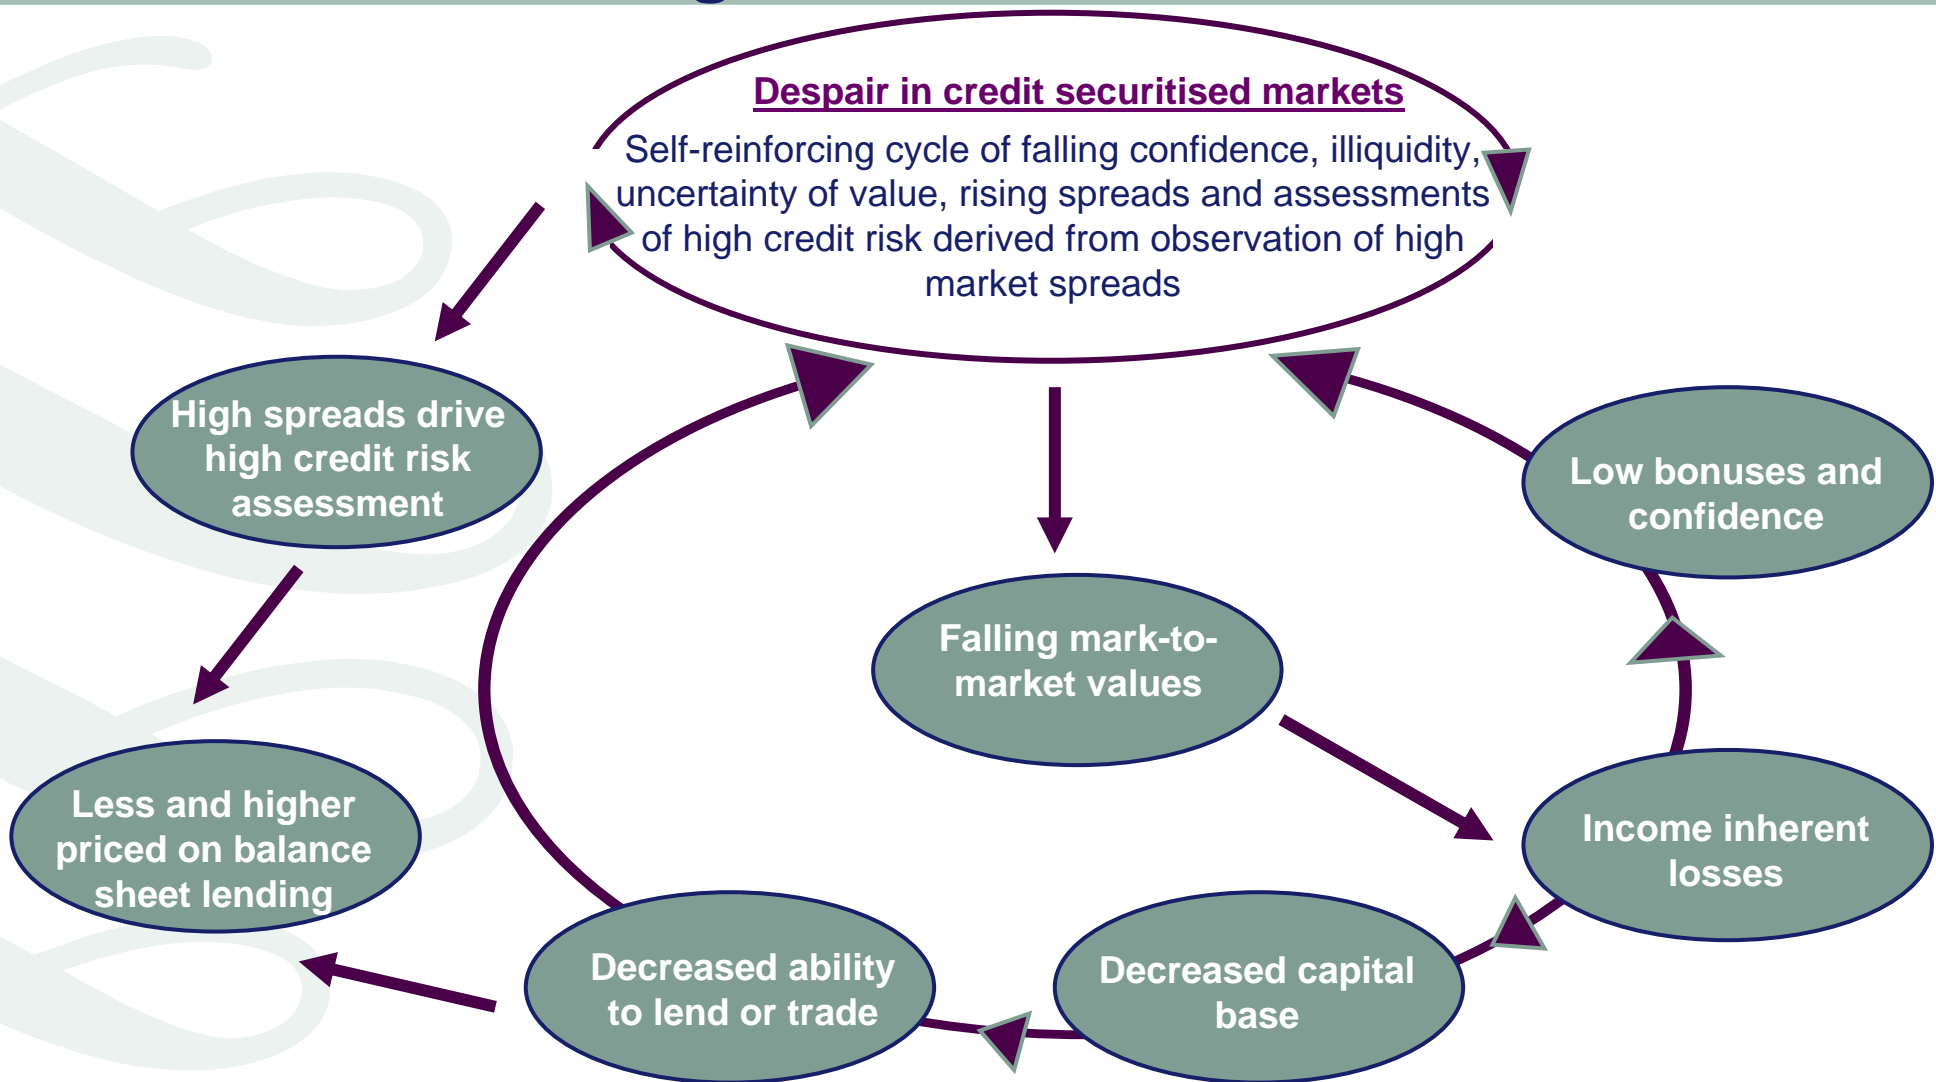 Despair in credit securitised markets
Self-reinforcing cycle of falling confidence, illiquidity,
uncertainty of value, rising spreads and assessments
of high credit risk derived from observation of high
market spreads
High spreads drive
high credit risk
assessment
Low bonuses and
confidence
Falling mark-to-
market values
Less and higher
priced on balance
sheet lending
Income inherent
losses
Decreased ability
to lend or trade
Decreased capital
base